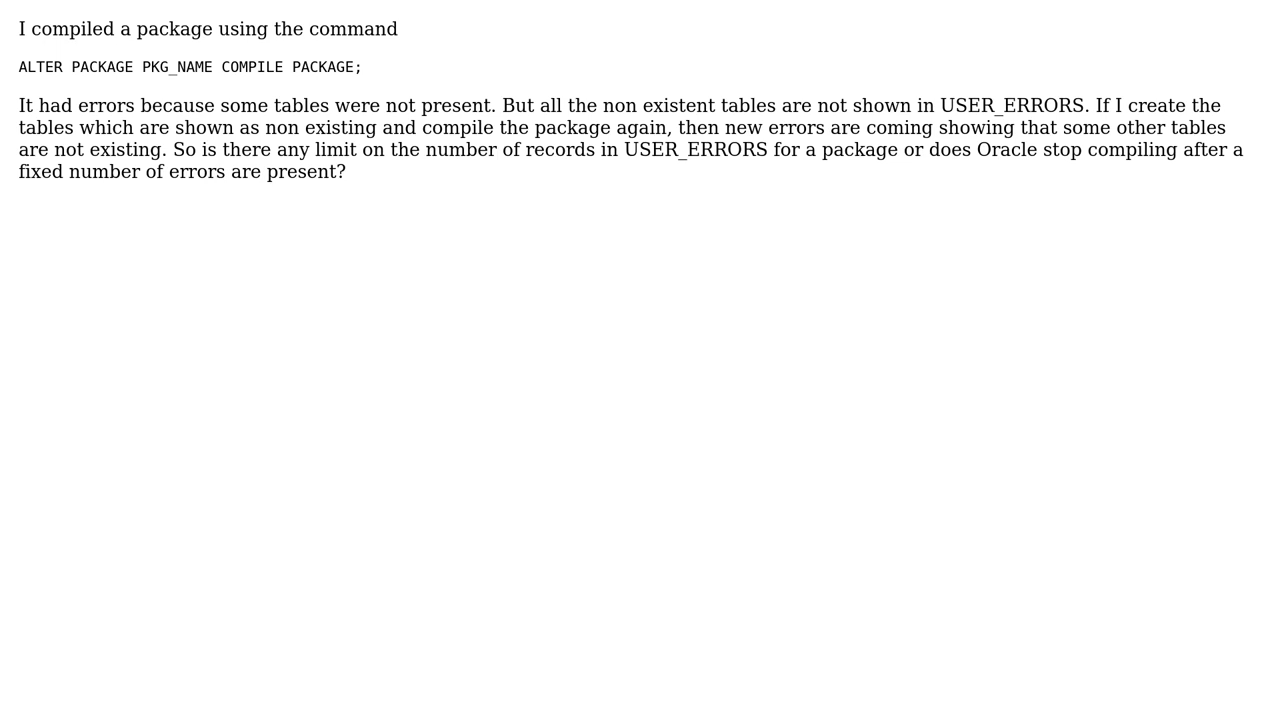 I compiled a package using the command
ALTER PACKAGE PKG_NAME COMPILE PACKAGE;
It had errors because some tables were not present. But all the non existent tables are not shown in USER_ERRORS. If I create the
tables which are shown as non existing and compile the package again, then new errors are coming showing that some other tables
are not existing. So is there any limit on the number of records in USER_ERRORS for a package or does Oracle stop compiling after a
fixed number of errors are present?